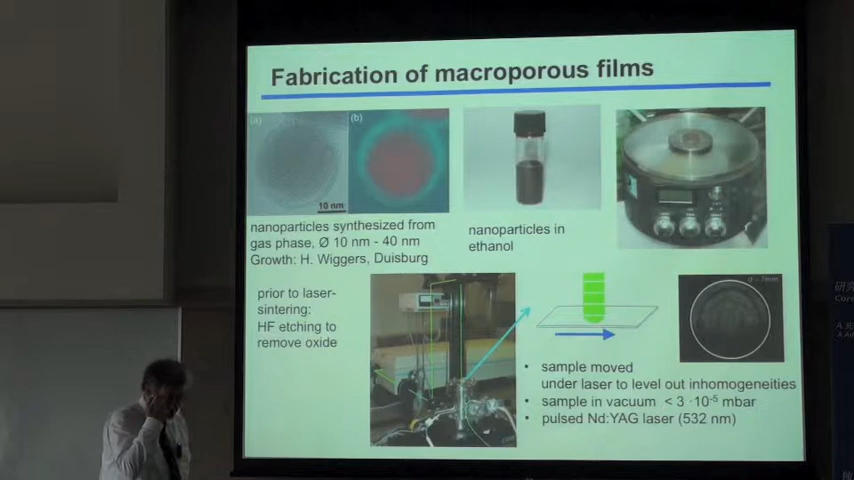 Fabrication of macroporous films
(a)
(b)
10 nm
nanoparticles synthesized from
gas phase, Ø 10 nm - 40 nm
Growth: H. Wiggers, Duisburg
nanoparticles in
ethanol
prior to laser-
sintering:
HF etching to
remove oxide
• sample moved
under laser to level out inhomogeneities
• sample in vacuum < 3 ·10-5 mbar
• pulsed Nd:YAG laser (532 nm)
研究